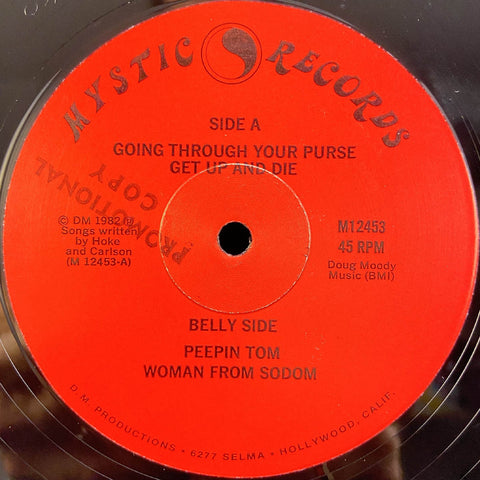 MYSTIC RECORDS
SIDE A
GOING THROUGH YOUR PURSE
GET UP AND DIE
PROMOTIONAL
COPY
© DM 1982 ℗
Songs written
by Hoke
and Carlson
(M 12453-A)
M12453
45 RPM
Doug Moody
Music (BMI)
BELLY SIDE
PEEPIN TOM
WOMAN FROM SODOM
D.M. PRODUCTIONS - 6277 SELMA - HOLLYWOOD, CALIF.